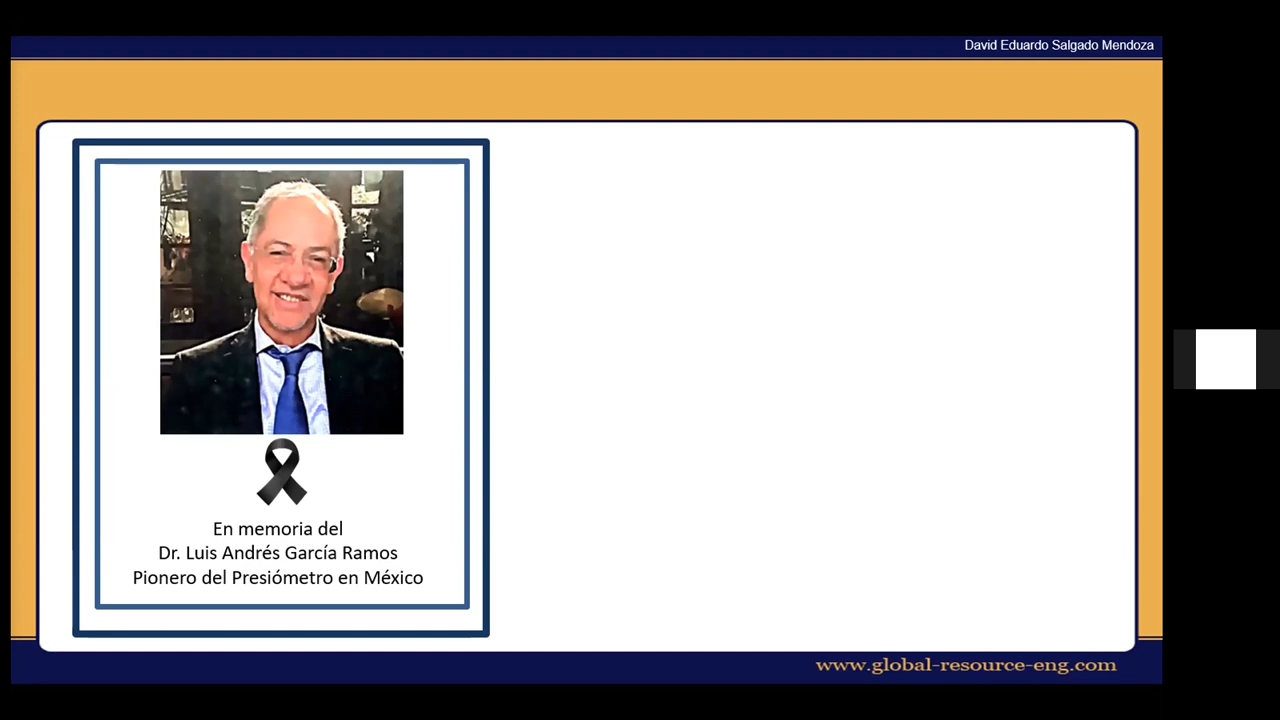 David Eduardo Salgado Mendoza
En memoria del
Dr. Luis Andrés García Ramos
Pionero del Presiómetro en México
www.global-resource-eng.com